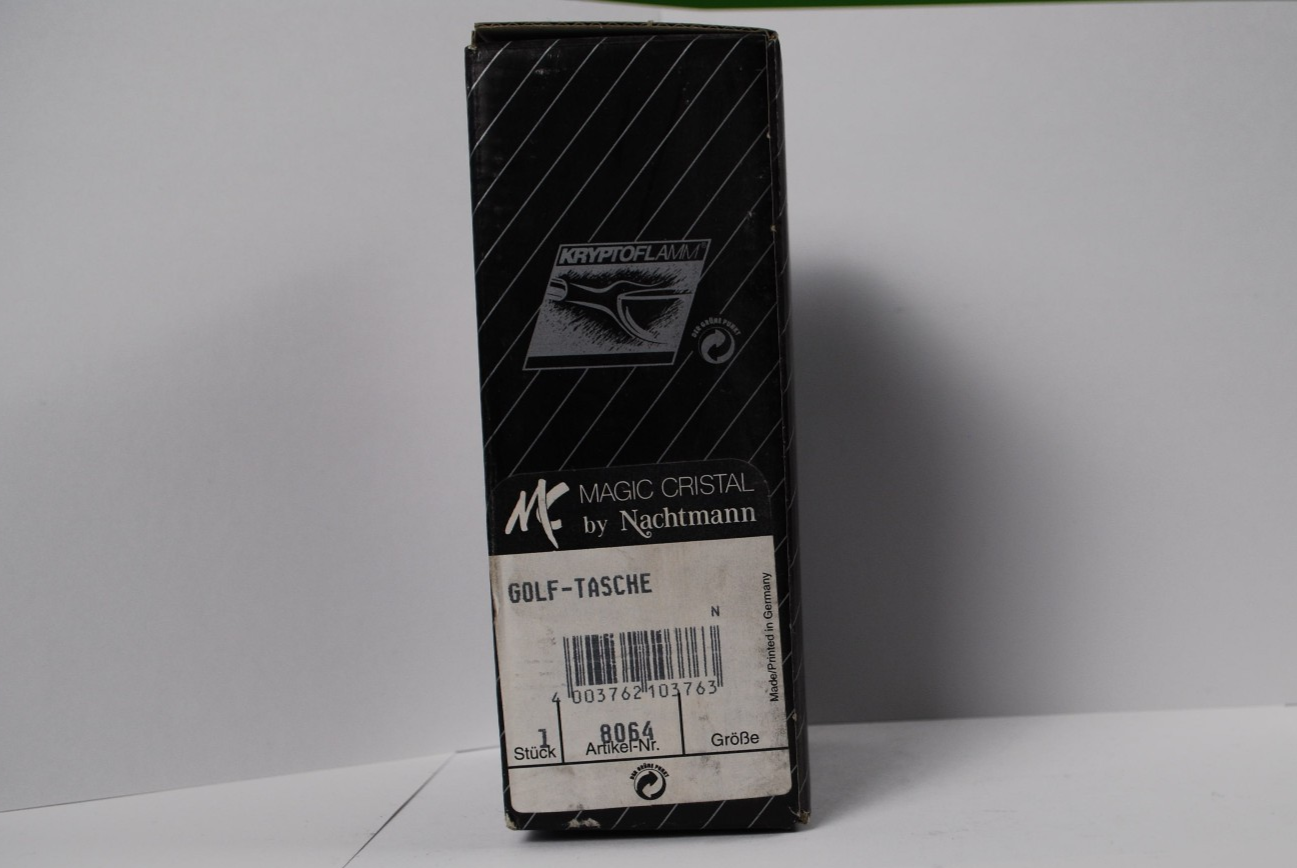 KRYPTOFLAMM®
DER GRÜNE PUNKT
MC MAGIC CRISTAL
by Nachtmann
GOLF-TASCHE
N
Made/Printed in Germany
4 003762 103763
1 8064
Stück Artikel-Nr. Größe
DER GRÜNE PUNKT